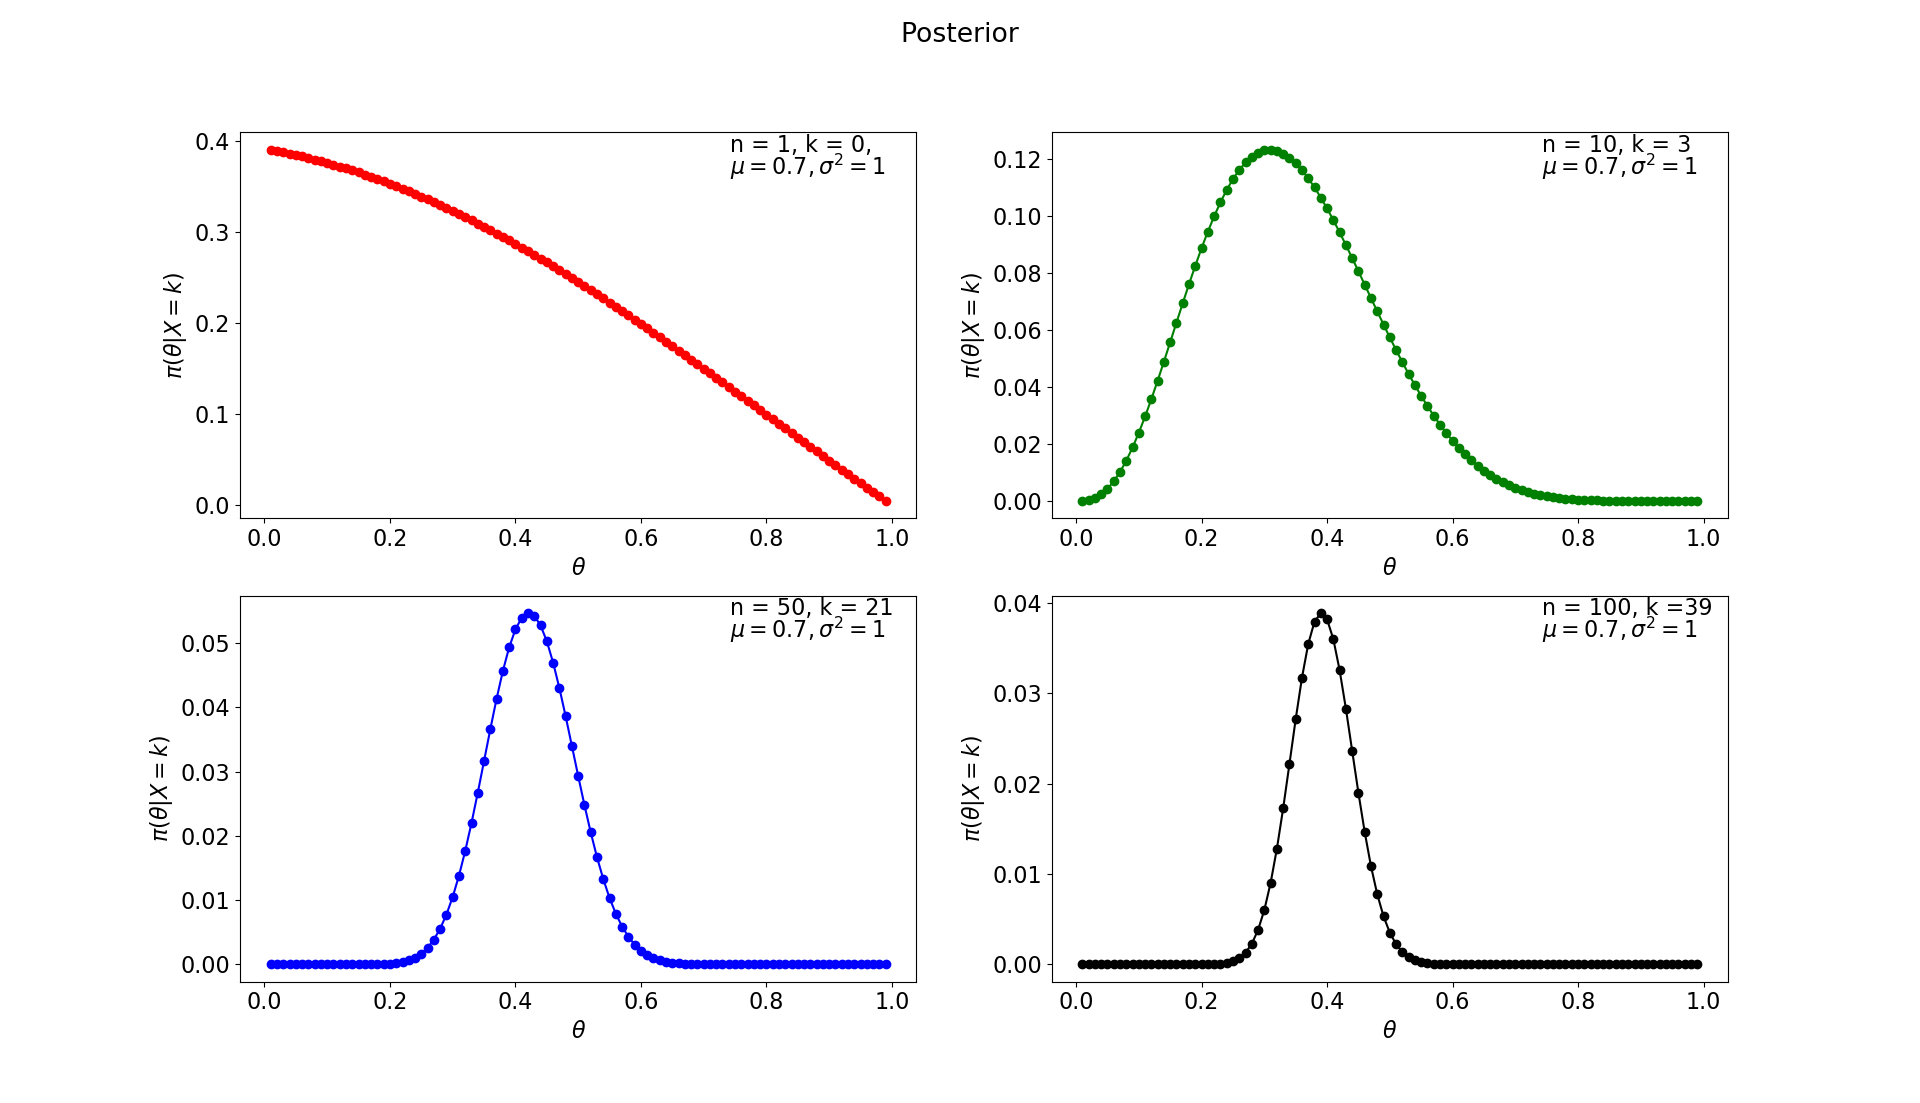 Posterior
n = 1, k = 0,
μ = 0.7, σ² = 1
π(θ|X = k)
0.4
0.3
0.2
0.1
0.0
0.0 0.2 0.4 0.6 0.8 1.0
θ
n = 10, k = 3
μ = 0.7, σ² = 1
π(θ|X = k)
0.12
0.10
0.08
0.06
0.04
0.02
0.00
0.0 0.2 0.4 0.6 0.8 1.0
θ
n = 50, k = 21
μ = 0.7, σ² = 1
π(θ|X = k)
0.05
0.04
0.03
0.02
0.01
0.00
0.0 0.2 0.4 0.6 0.8 1.0
θ
n = 100, k =39
μ = 0.7, σ² = 1
π(θ|X = k)
0.04
0.03
0.02
0.01
0.00
0.0 0.2 0.4 0.6 0.8 1.0
θ